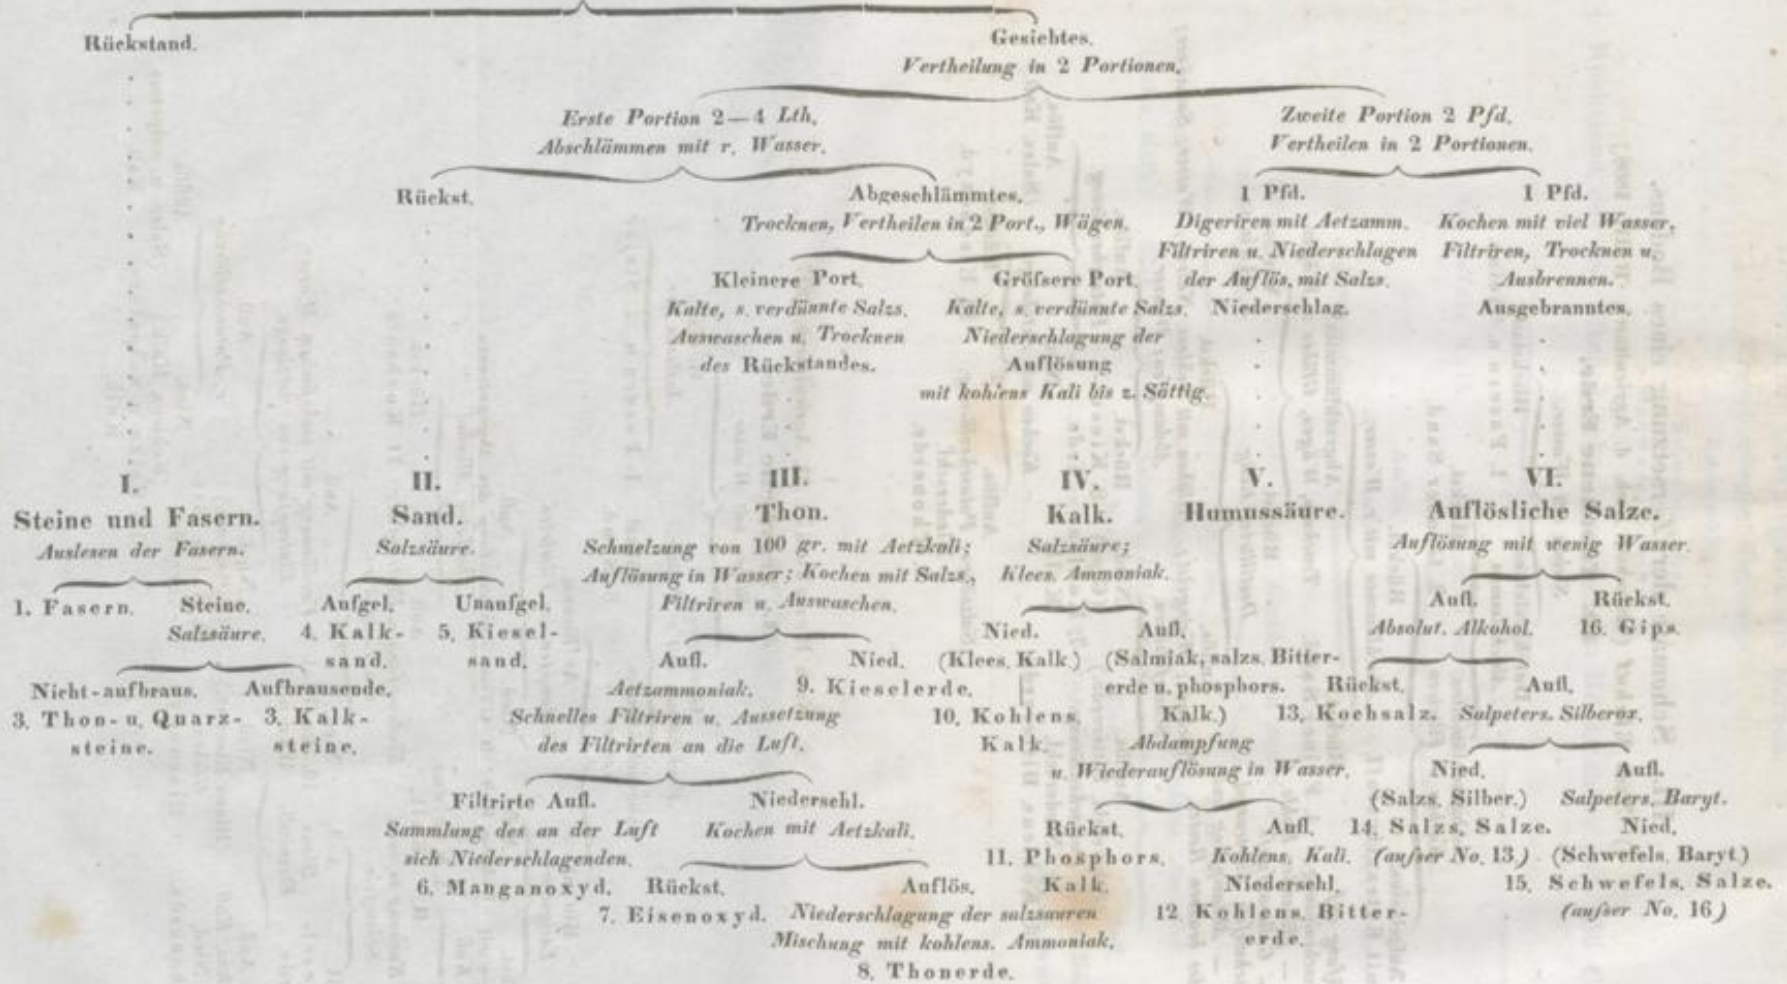 Rückstand.
Gesiebtes.
Vertheilung in 2 Portionen.
Erste Portion 2—4 Lth.
Abschlämmen mit r. Wasser.
Zweite Portion 2 Pfd.
Vertheilen in 2 Portionen.
Rückst.
Abgeschlämmtes.
Trocknen, Vertheilen in 2 Port., Wägen.
1 Pfd.
Digeriren mit Aetzamm.
Filtriren u. Niederschlagen
der Auflös. mit Salzs.
Niederschlag.
1 Pfd.
Kochen mit viel Wasser,
Filtriren, Trocknen u.
Ausbrennen.
Ausgebranntes.
Kleinere Port.
Kalte, s. verdünnte Salzs.
Auswaschen u. Trocknen
des Rückstandes.
Gröfsere Port.
Kalte, s. verdünnte Salzs.
Niederschlagung der
Auflösung
mit kohlens Kali bis z. Sättig.
I.
Steine und Fasern.
Auslesen der Fasern.
1. Fasern.
Steine.
Salzsäure.
Nicht-aufbraus.
3. Thon- u. Quarz-
steine.
Aufbrausende.
3. Kalk-
steine.
II.
Sand.
Salzsäure.
Aufgel.
4. Kalk-
sand.
Unaufgel.
5. Kiesel-
sand.
III.
Thon.
Schmelzung von 100 gr. mit Aetzkali;
Auflösung in Wasser; Kochen mit Salzs.,
Filtriren u. Auswaschen.
Aufl.
Aetzammoniak.
Schnelles Filtriren u. Aussetzung
des Filtrirten an die Luft.
Nied.
9. Kieselerde.
Filtrirte Aufl.
Sammlung des an der Luft
sich Niederschlagenden.
6. Manganoxyd.
Niederschl.
Kochen mit Aetzkali.
Rückst.
7. Eisenoxyd.
Auflös.
Niederschlagung der salzsauren
Mischung mit kohlens. Ammoniak.
8. Thonerde.
IV.
Kalk.
Salzsäure;
Klees. Ammoniak.
Nied.
(Klees. Kalk.)
10. Kohlens.
Kalk.
Aufl.
(Salmiak, salzs. Bitter-
erde u. phosphors.
Kalk.)
Abdampfung
u. Wiederauflösung in Wasser.
Rückst.
11. Phosphors.
Kalk.
Aufl.
Kohlens. Kali.
Niederschl.
12 Kohlens. Bitter-
erde.
V.
Humussäure.
VI.
Auflösliche Salze.
Auflösung mit wenig Wasser.
Aufl.
Absolut. Alkohol.
Rückst.
16. Gips.
Rückst.
13. Kochsalz.
Aufl.
Salpeters. Silberox.
Nied.
(Salzs. Silber.)
14. Salzs. Salze.
(aufser No. 13.)
Aufl.
Salpeters. Baryt.
Nied.
(Schwefels. Baryt)
15. Schwefels. Salze.
(aufser No. 16)